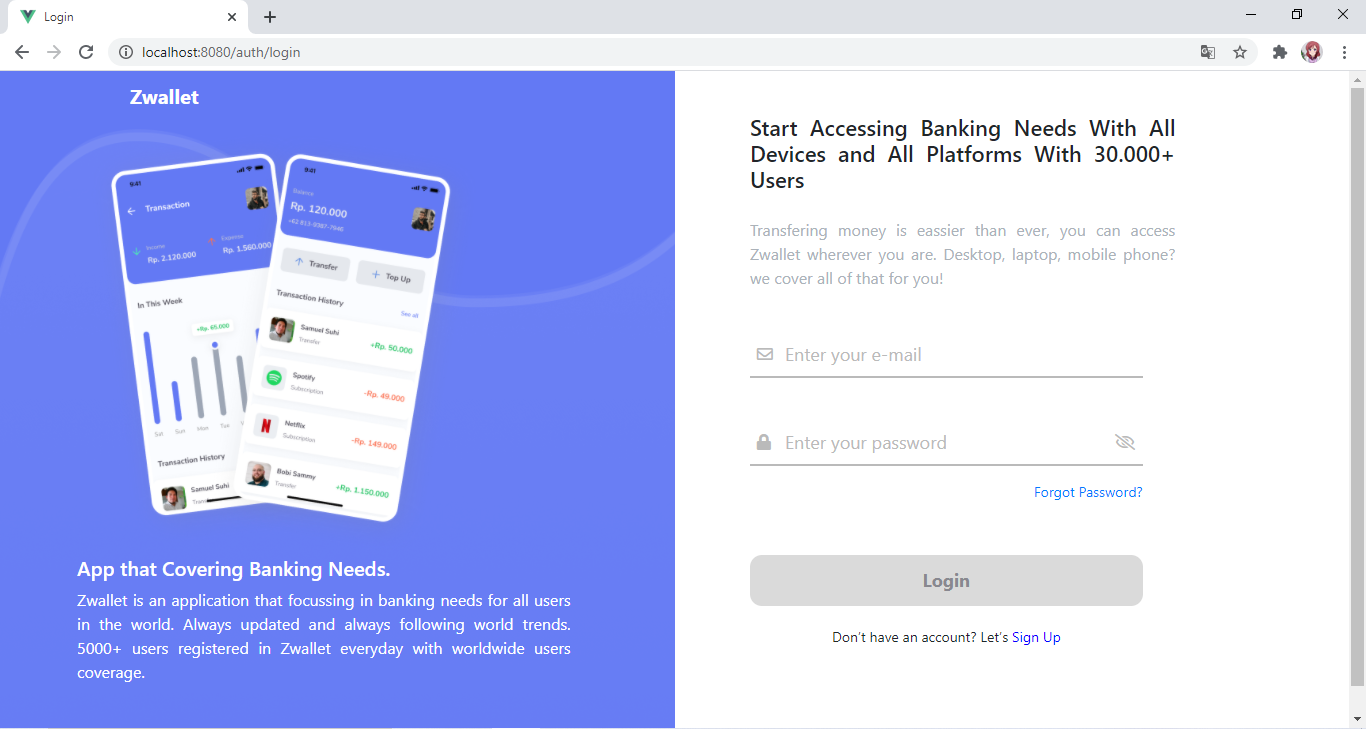 Login
localhost:8080/auth/login
Zwallet
9:41
Transaction
Income
Rp. 2.120.000
Expense
Rp. 1.560.000
In This Week
+Rp. 65.000
Sat Sun Mon Tue
Transaction History
Samuel Suhi
9:41
Balance
Rp. 120.000
+62 813-9387-7946
Transfer
Top Up
Transaction History
See all
Samuel Suhi
Transfer
+Rp. 50.000
Spotify
Subscription
-Rp. 49.000
N
Netflix
Subscription
-Rp. 149.000
Bobi Sammy
Transfer
+Rp. 1.150.000
App that Covering Banking Needs.
Zwallet is an application that focussing in banking needs for all users
in the world. Always updated and always following world trends.
5000+ users registered in Zwallet everyday with worldwide users
coverage.
Start Accessing Banking Needs With All
Devices and All Platforms With 30.000+
Users
Transfering money is eassier than ever, you can access
Zwallet wherever you are. Desktop, laptop, mobile phone?
we cover all of that for you!
Enter your e-mail
Enter your password
Forgot Password?
Login
Don't have an account? Let's Sign Up